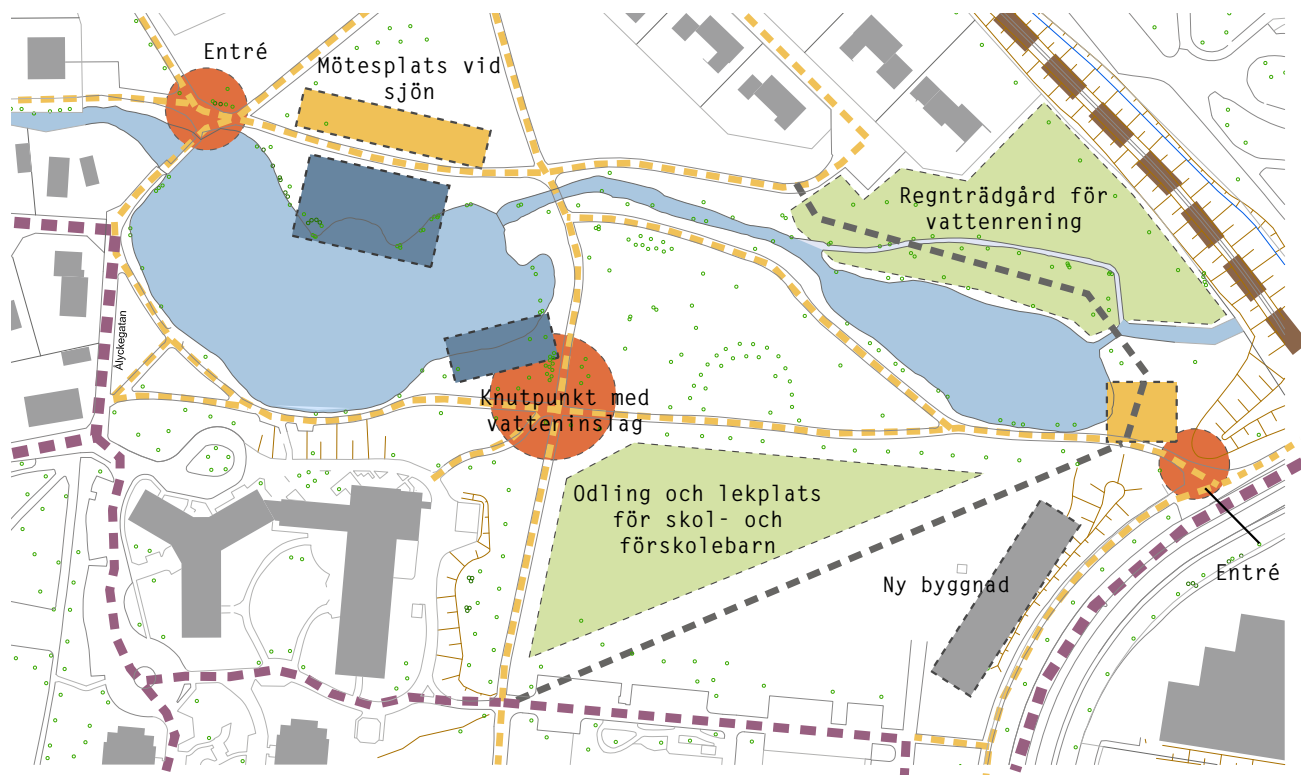 Entré
Mötesplats vid
sjön
Regnträdgård för
vattenrening
Ålyckegatan
Knutpunkt med
vatteninslag
Odling och lekplats
för skol- och
förskolebarn
Ny byggnad
Entré